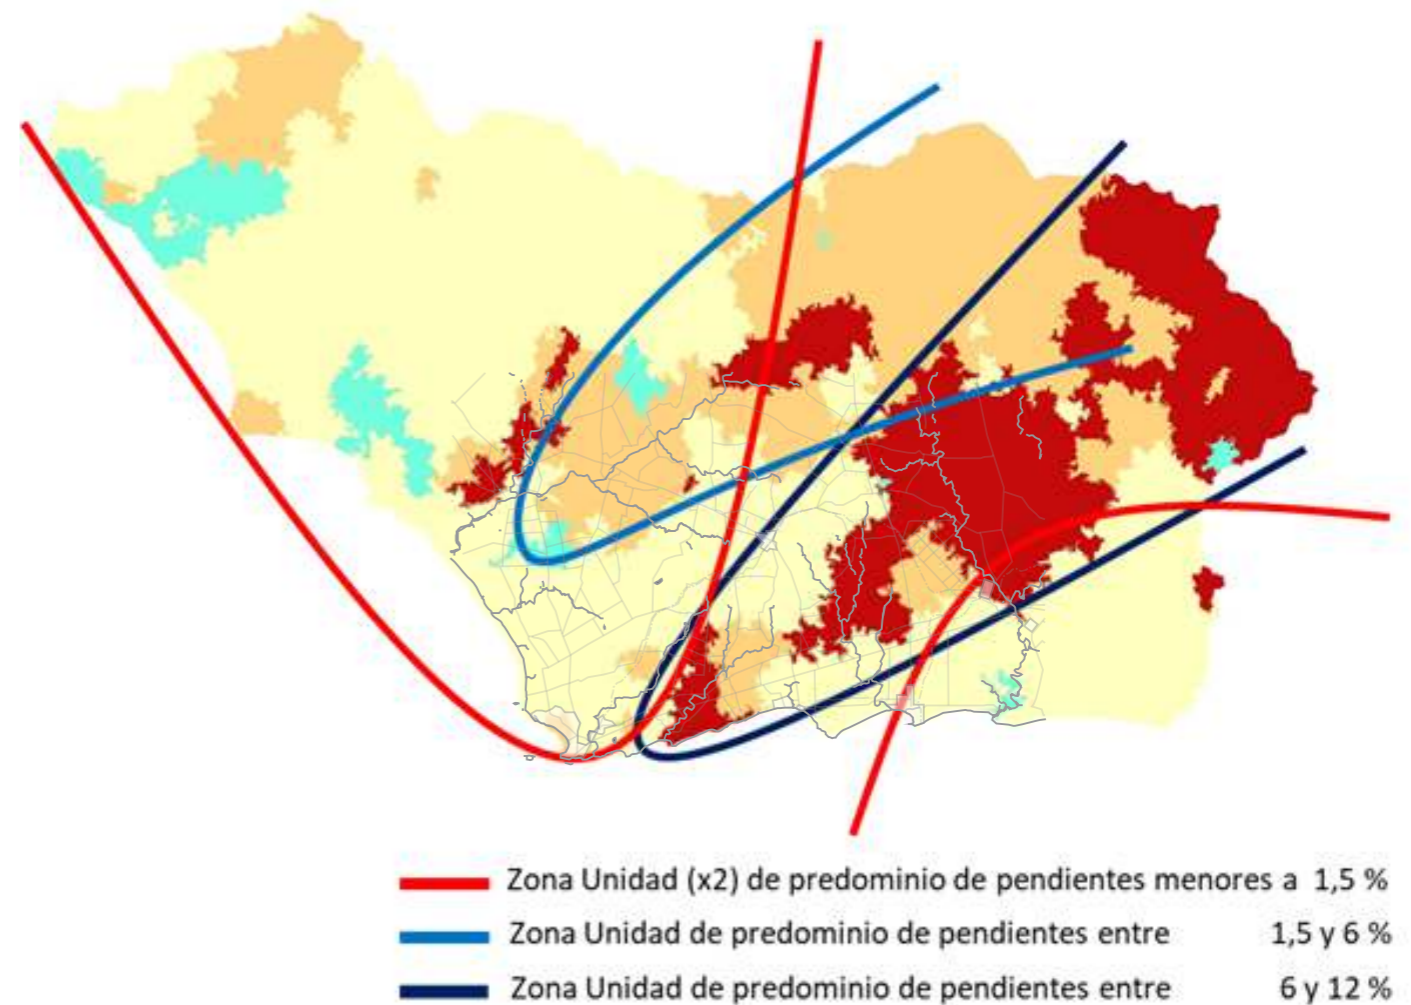 Zona Unidad (x2) de predominio de pendientes menores a 1,5 %
Zona Unidad de predominio de pendientes entre 1,5 y 6 %
Zona Unidad de predominio de pendientes entre 6 y 12 %